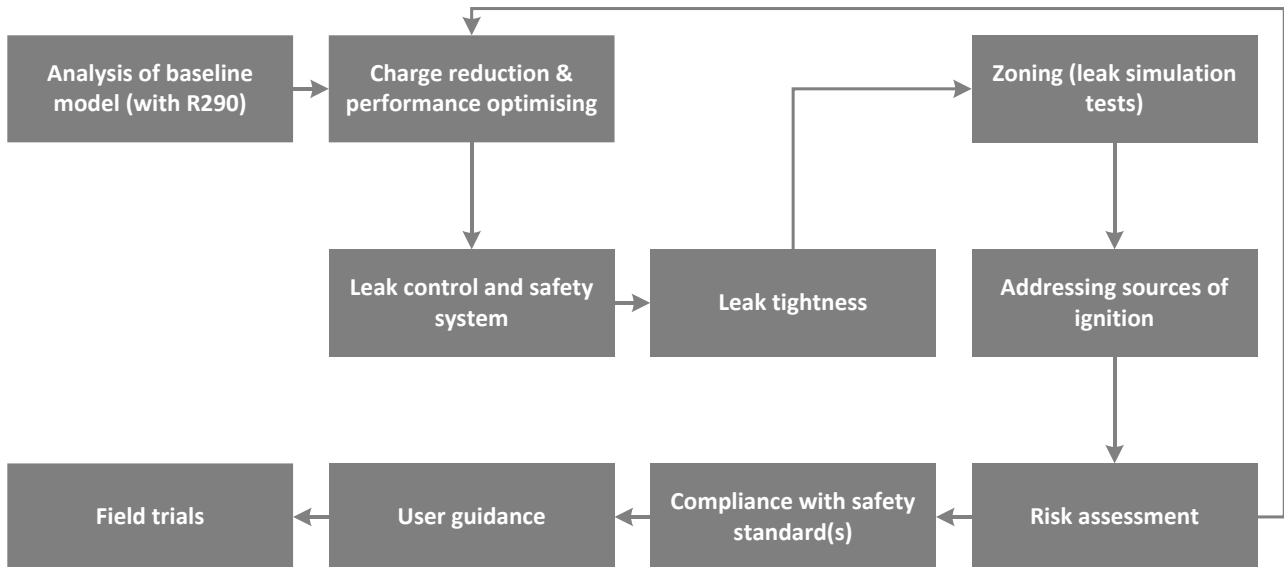 Analysis of baseline
model (with R290)
Charge reduction &
performance optimising
Zoning (leak simulation
tests)
Leak control and safety
system
Leak tightness
Addressing sources of
ignition
Field trials
User guidance
Compliance with safety
standard(s)
Risk assessment